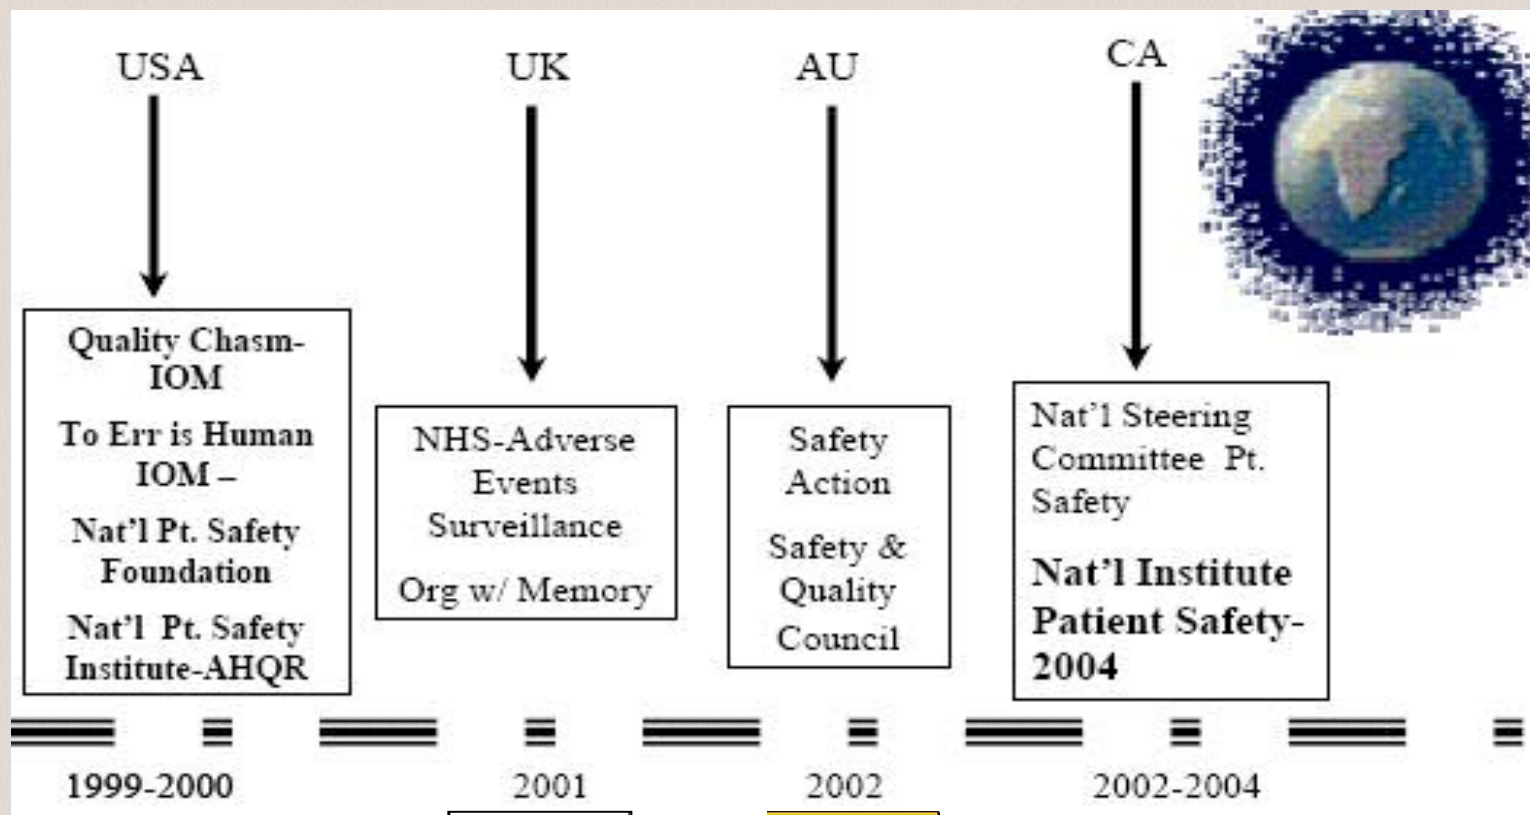 USA
UK
AU
CA
Quality Chasm-
IOM
To Err is Human
IOM –
Nat'l Pt. Safety
Foundation
Nat'l Pt. Safety
Institute-AHQR
NHS-Adverse
Events
Surveillance
Org w/ Memory
Safety
Action
Safety &
Quality
Council
Nat'l Steering
Committee Pt.
Safety
Nat'l Institute
Patient Safety-
2004
1999-2000
2001
2002
2002-2004